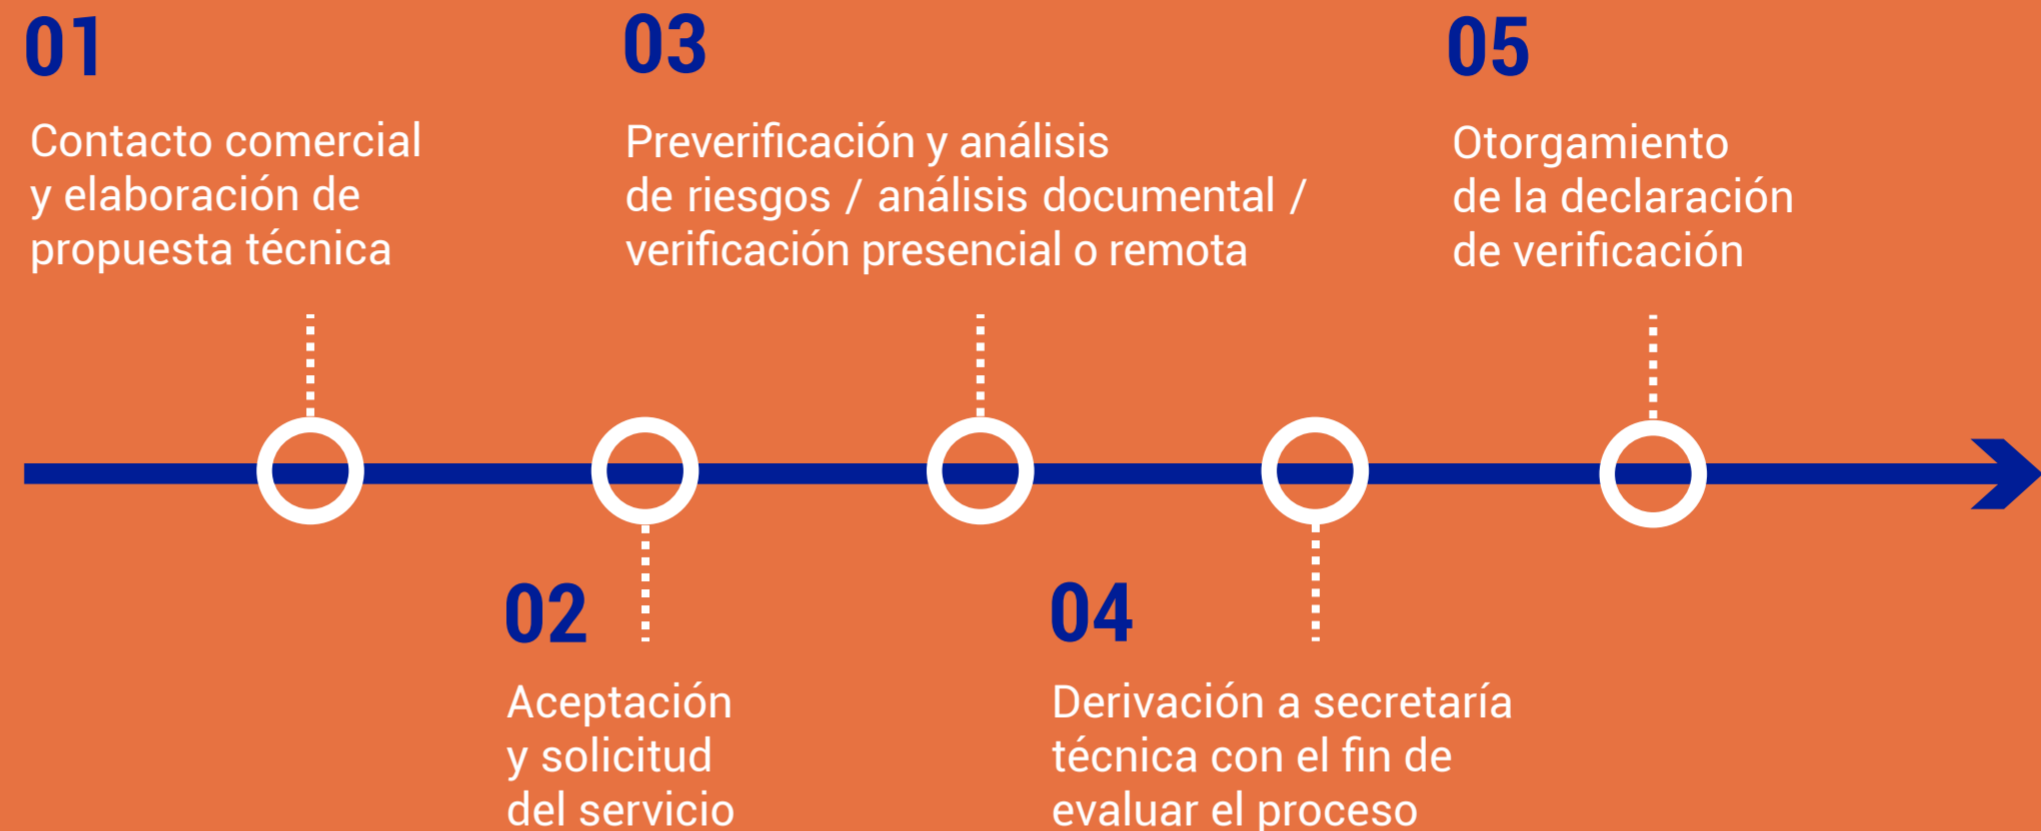 01
Contacto comercial
y elaboración de
propuesta técnica
02
Aceptación
y solicitud
del servicio
03
Preverificación y análisis
de riesgos / análisis documental /
verificación presencial o remota
04
Derivación a secretaría
técnica con el fin de
evaluar el proceso
05
Otorgamiento
de la declaración
de verificación